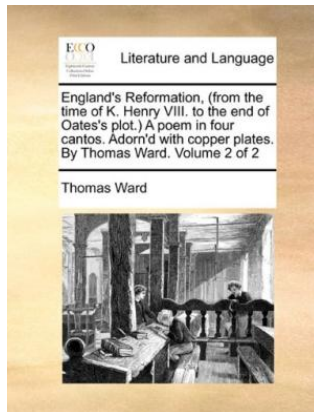 ECCO
Literature and Language
England's Reformation, (from the
time of K. Henry VIII. to the end of
Oates's plot.) A poem in four
cantos. Adorn'd with copper plates.
By Thomas Ward. Volume 2 of 2
Thomas Ward